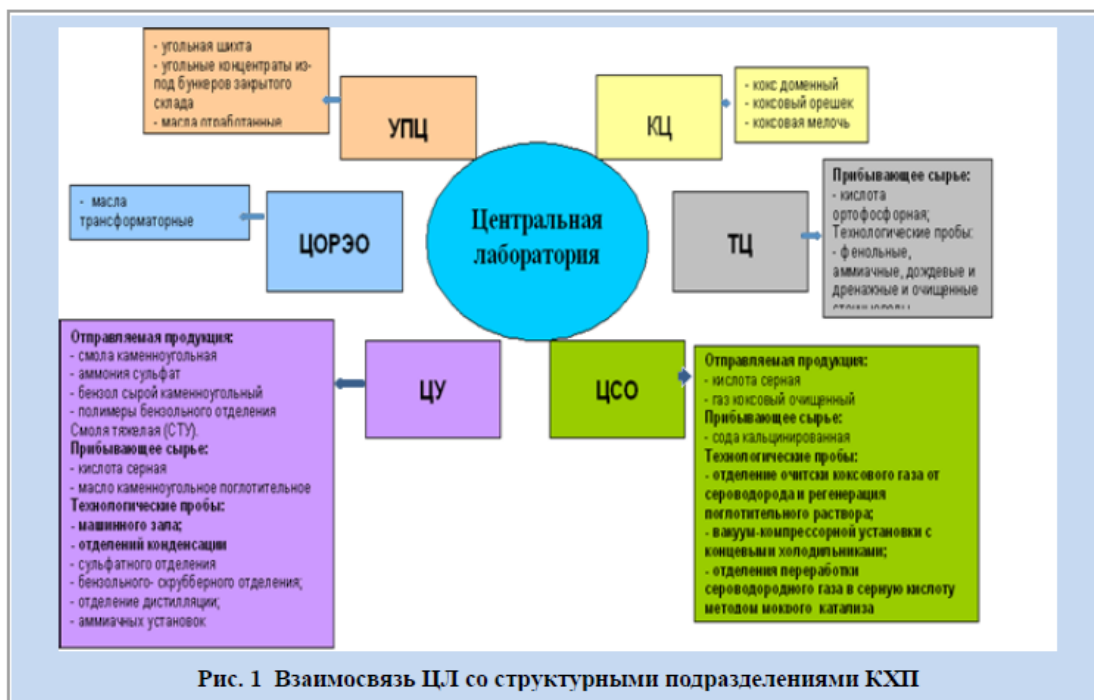 - угольная шихта
- угольные концентраты из-
под бункеров закрытого
склада
- масла отработанные
УПЦ
КЦ
- кокс доменный
- коксовый орешек
- коксовая мелочь
- масла
трансформаторные
ЦОРЭО
Центральная
лаборатория
ТЦ
Прибывающее сырье:
- кислота
ортофосфорная;
Технологические пробы:
- фенольные,
аммиачные, дождевые и
дренажные и очищенные
Отправляемая продукция:
- смола каменноугольная
- аммония сульфат
- бензол сырой каменноугольный
- полимеры бензольного отделения
Смоля тяжелая (СТУ).
Прибывающее сырье:
- кислота серная
- масло каменноугольное поглотительное
Технологические пробы:
- машинного зала;
- отделений конденсации
- сульфатного отделения
- бензольного- скрубберного отделения;
- отделение дистилляции;
- аммиачных установок
ЦУ
ЦСО
Отправляемая продукция:
- кислота серная
- газ коксовый очищенный
Прибывающее сырье:
- сода кальцинированная
Технологические пробы:
- отделение очитски коксового газа от
сероводорода и регенерация
поглотительного раствора;
- вакуум-компрессорной установки с
концевыми холодильниками;
- отделения переработки
сероводородного газа в серную кислоту
методом мокрого катализа
Рис. 1 Взаимосвязь ЦЛ со структурными подразделениями КХП